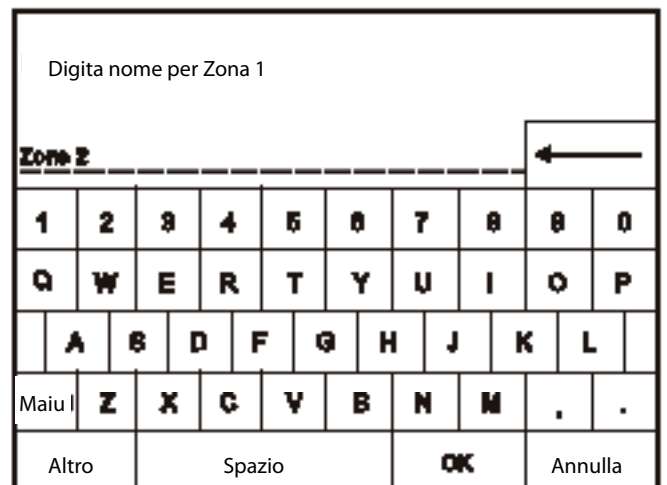 Digita nome per Zona 1
Zona 2
1 2 3 4 5 6 7 8 9 0
Q W E R T Y U I O P
A S D F G H J K L
Maiu Z X C V B N M , .
Altro Spazio OK Annulla